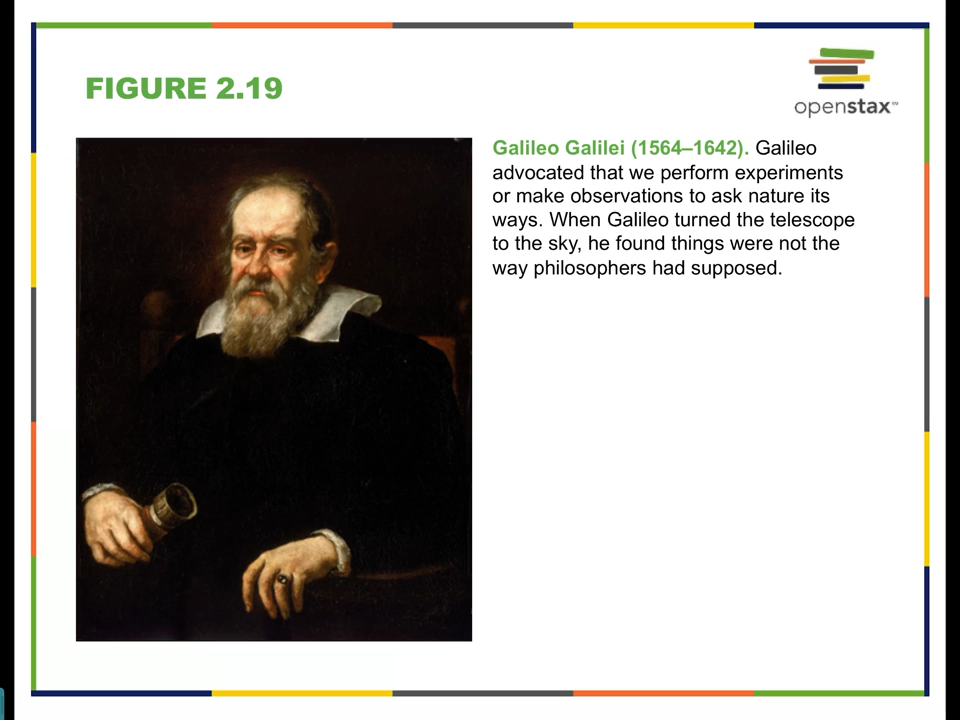 FIGURE 2.19
openstax™
Galileo Galilei (1564–1642). Galileo
advocated that we perform experiments
or make observations to ask nature its
ways. When Galileo turned the telescope
to the sky, he found things were not the
way philosophers had supposed.